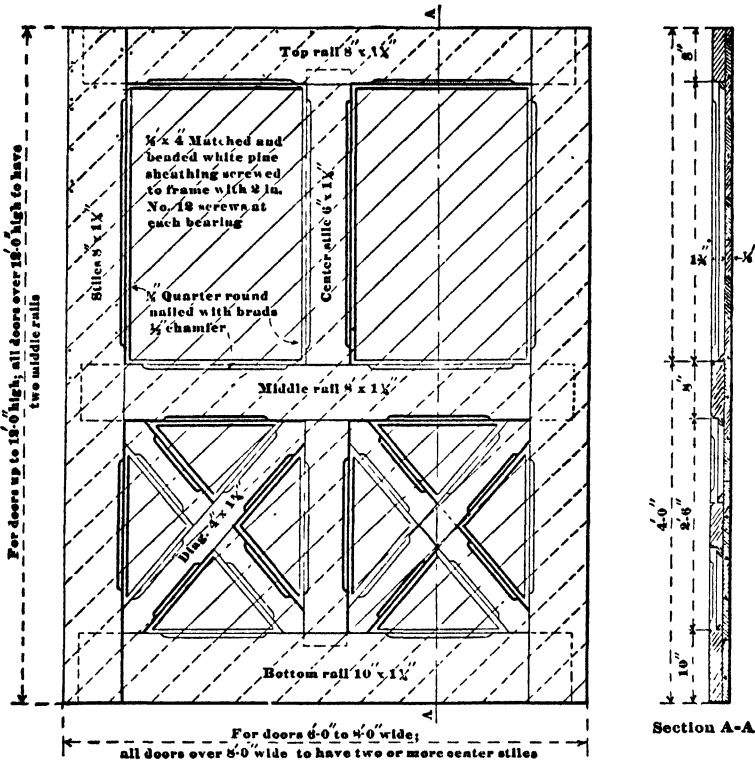 A
Top rail 8" x 1¾"
8"
⅞ x 4" Matched and
beaded white pine
sheathing screwed
to frame with 2 in.
No. 12 screws at
each bearing
Stiles 8" x 1¾"
Center stile 6" x 1¾"
For doors up to 12'-0" high; all doors over 12'-0" high to have
two middle rails
Quarter round
nailed with brads
½" chamfer
1¾"
⅞"
Middle rail 8" x 1¾"
8"
Diag. 4" x 1¾"
4'-0"
2'-6"
Bottom rail 10" x 1¾"
10"
A
Section A-A
For doors 6'-0" to 8'-0" wide;
all doors over 8'-0" wide to have two or more center stiles